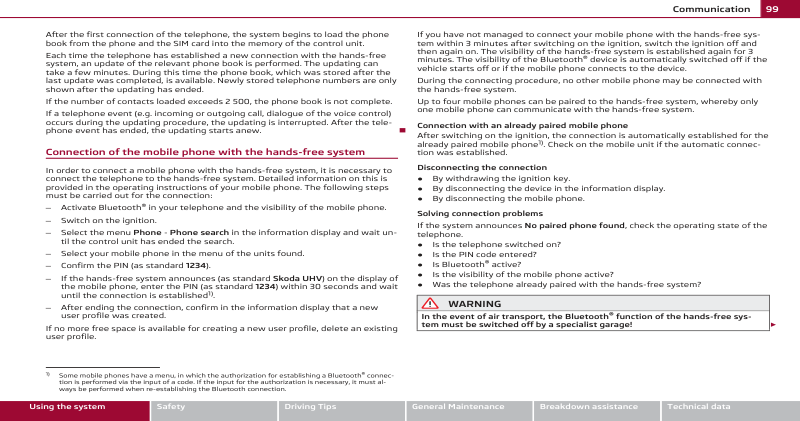 Communication 99
After the first connection of the telephone, the system begins to load the phone
book from the phone and the SIM card into the memory of the control unit.
Each time the telephone has established a new connection with the hands-free
system, an update of the relevant phone book is performed. The updating can
take a few minutes. During this time the phone book, which was stored after the
last update was completed, is available. Newly stored telephone numbers are only
shown after the updating has ended.
If the number of contacts loaded exceeds 2 500, the phone book is not complete.
If a telephone event (e.g. incoming or outgoing call, dialogue of the voice control)
occurs during the updating procedure, the updating is interrupted. After the tele-
phone event has ended, the updating starts anew.
Connection of the mobile phone with the hands-free system
In order to connect a mobile phone with the hands-free system, it is necessary to
connect the telephone to the hands-free system. Detailed information on this is
provided in the operating instructions of your mobile phone. The following steps
must be carried out for the connection:
– Activate Bluetooth® in your telephone and the visibility of the mobile phone.
– Switch on the ignition.
– Select the menu Phone - Phone search in the information display and wait un-
til the control unit has ended the search.
– Select your mobile phone in the menu of the units found.
– Confirm the PIN (as standard 1234).
– If the hands-free system announces (as standard Skoda UHV) on the display of
the mobile phone, enter the PIN (as standard 1234) within 30 seconds and wait
until the connection is established1).
– After ending the connection, confirm in the information display that a new
user profile was created.
If no more free space is available for creating a new user profile, delete an existing
user profile.
1) Some mobile phones have a menu, in which the authorization for establishing a Bluetooth® connec-
tion is performed via the input of a code. If the input for the authorization is necessary, it must al-
ways be performed when re-establishing the Bluetooth connection.
If you have not managed to connect your mobile phone with the hands-free sys-
tem within 3 minutes after switching on the ignition, switch the ignition off and
then again on. The visibility of the hands-free system is established again for 3
minutes. The visibility of the Bluetooth® device is automatically switched off if the
vehicle starts off or if the mobile phone connects to the device.
During the connecting procedure, no other mobile phone may be connected with
the hands-free system.
Up to four mobile phones can be paired to the hands-free system, whereby only
one mobile phone can communicate with the hands-free system.
Connection with an already paired mobile phone
After switching on the ignition, the connection is automatically established for the
already paired mobile phone1). Check on the mobile unit if the automatic connec-
tion was established.
Disconnecting the connection
● By withdrawing the ignition key.
● By disconnecting the device in the information display.
● By disconnecting the mobile phone.
Solving connection problems
If the system announces No paired phone found, check the operating state of the
telephone.
● Is the telephone switched on?
● Is the PIN code entered?
● Is Bluetooth® active?
● Is the visibility of the mobile phone active?
● Was the telephone already paired with the hands-free system?
WARNING
In the event of air transport, the Bluetooth® function of the hands-free sys-
tem must be switched off by a specialist garage!
Using the system Safety Driving Tips General Maintenance Breakdown assistance Technical data